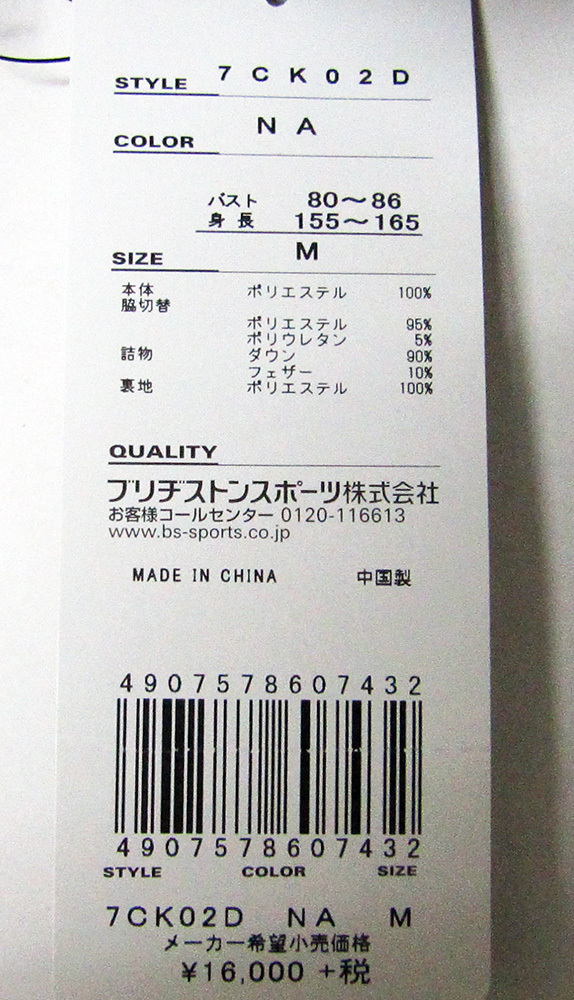 STYLE 7CK02D
COLOR NA
バスト 80～86
身長 155～165
SIZE M
本体 ポリエステル 100%
脇切替
ポリエステル 95%
ポリウレタン 5%
詰物 ダウン 90%
フェザー 10%
裏地 ポリエステル 100%
QUALITY
ブリヂストンスポーツ株式会社
お客様コールセンター 0120-116613
www.bs-sports.co.jp
MADE IN CHINA 中国製
4907578607432
4907578607432
STYLE COLOR SIZE
7CK02D NA M
メーカー希望小売価格
¥16,000 +税